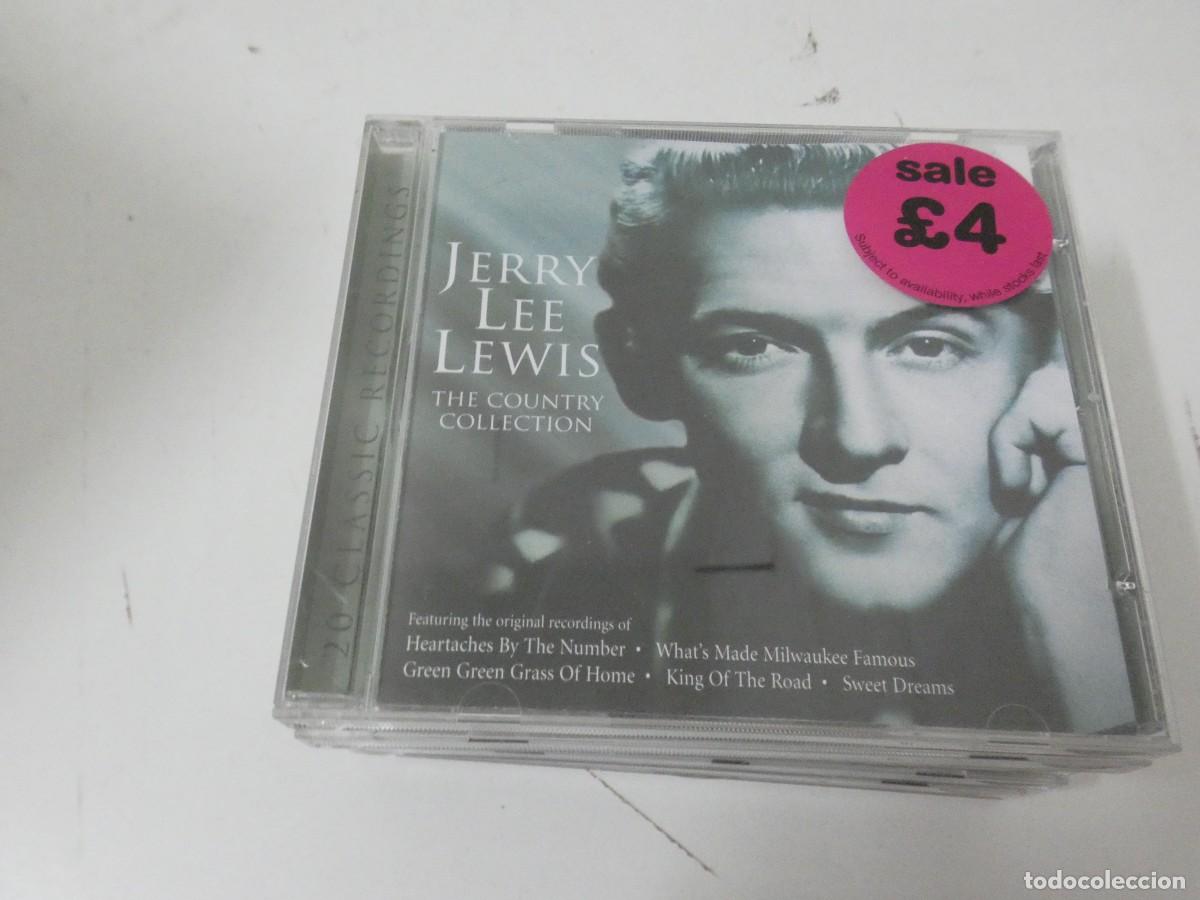 20 CLASSIC RECORDINGS
JERRY
LEE
LEWIS
THE COUNTRY
COLLECTION
sale
£4
Subject to availability, while stocks last
Featuring the original recordings of
Heartaches By The Number • What's Made Milwaukee Famous
Green Green Grass Of Home • King Of The Road • Sweet Dreams
todocoleccion